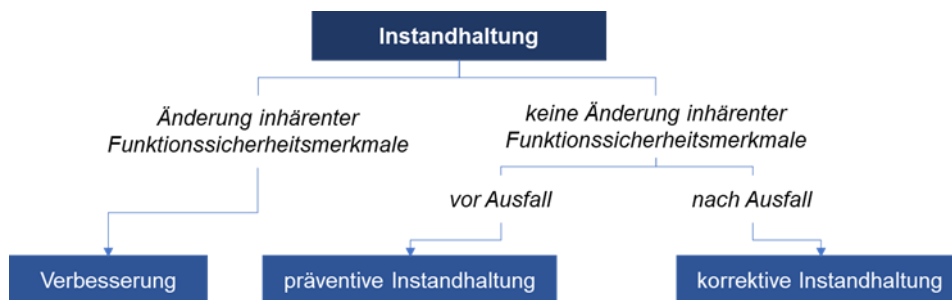 Instandhaltung
Änderung inhärenter
Funktionssicherheitsmerkmale
keine Änderung inhärenter
Funktionssicherheitsmerkmale
vor Ausfall
nach Ausfall
Verbesserung
präventive Instandhaltung
korrektive Instandhaltung